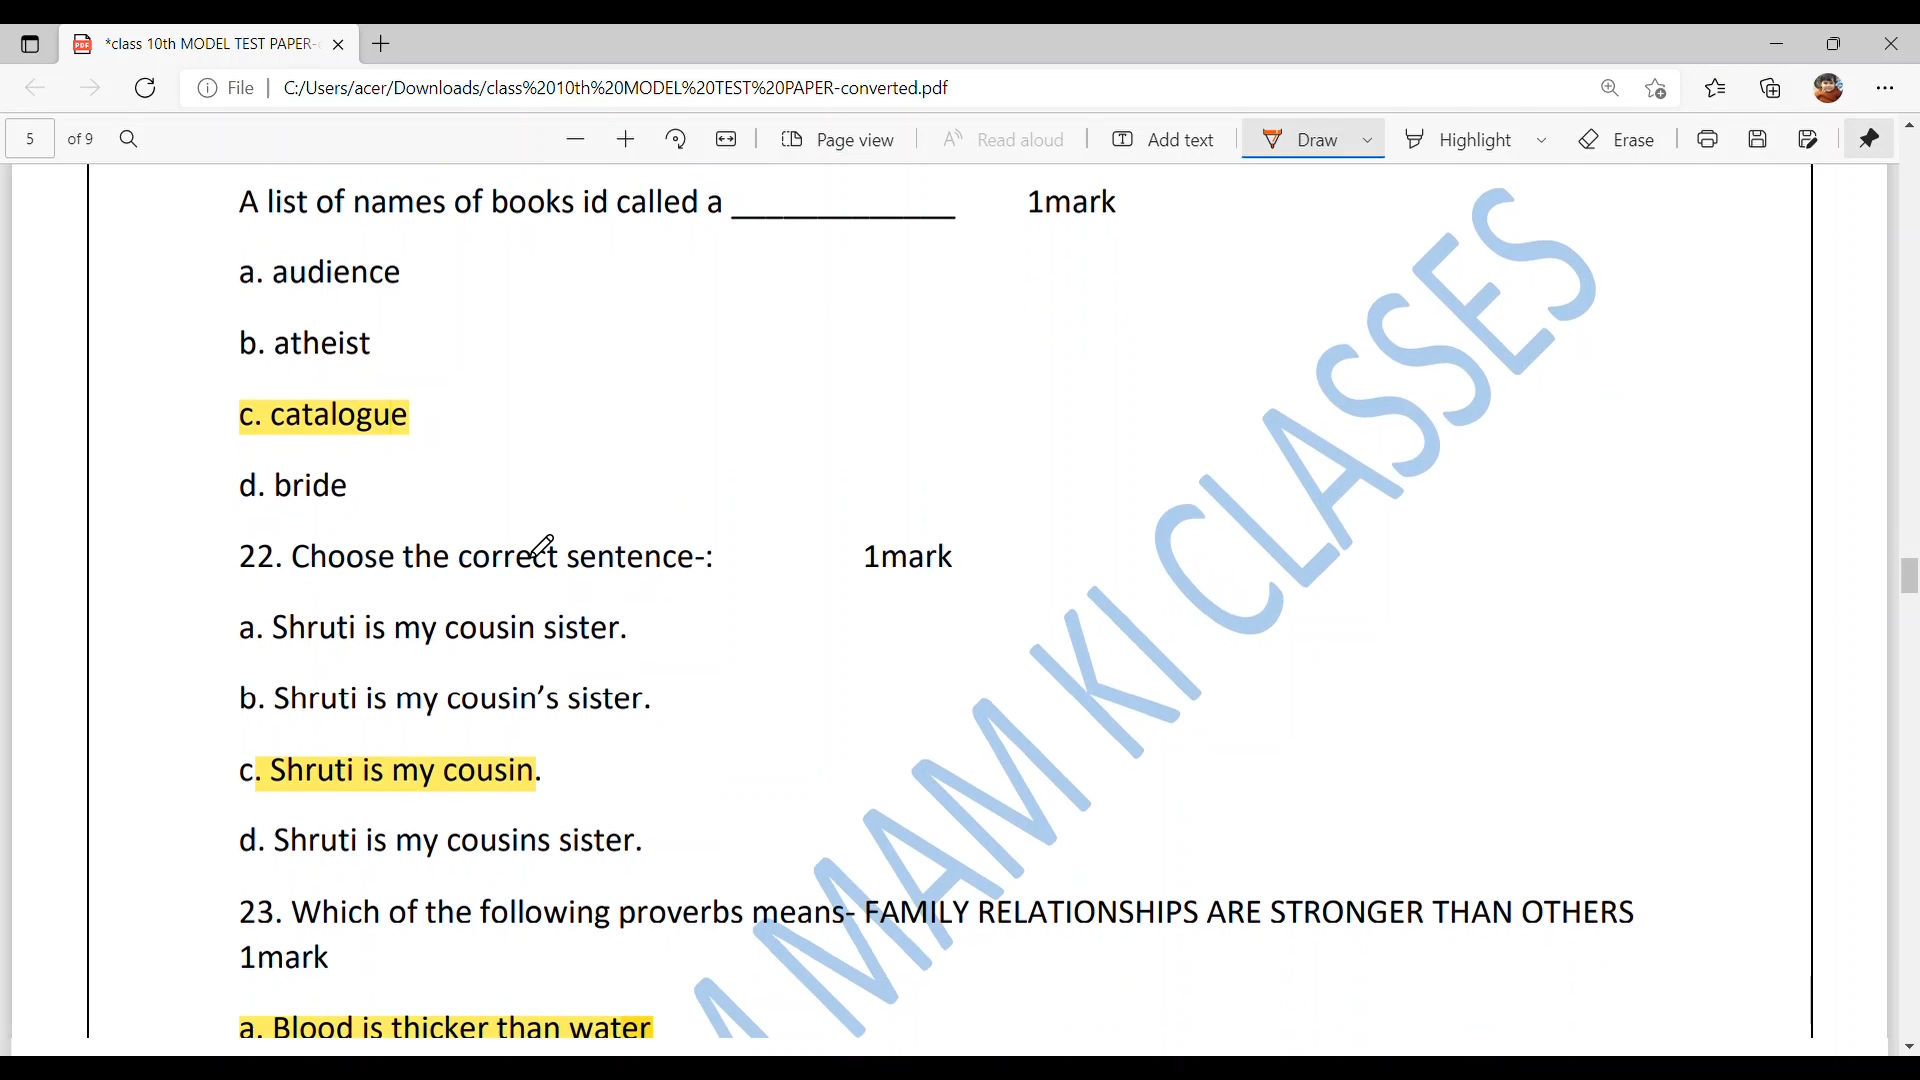 *class 10th MODEL TEST PAPER-
File
C:/Users/acer/Downloads/class%2010th%20MODEL%20TEST%20PAPER-converted.pdf
5 of 9
Page view
Read aloud
Add text
Draw
Highlight
Erase
A list of names of books id called a _____________ 1mark
a. audience
b. atheist
c. catalogue
d. bride
22. Choose the correct sentence-: 1mark
a. Shruti is my cousin sister.
b. Shruti is my cousin’s sister.
c. Shruti is my cousin.
d. Shruti is my cousins sister.
23. Which of the following proverbs means- FAMILY RELATIONSHIPS ARE STRONGER THAN OTHERS
1mark
a. Blood is thicker than water
MAM KI CLASSES